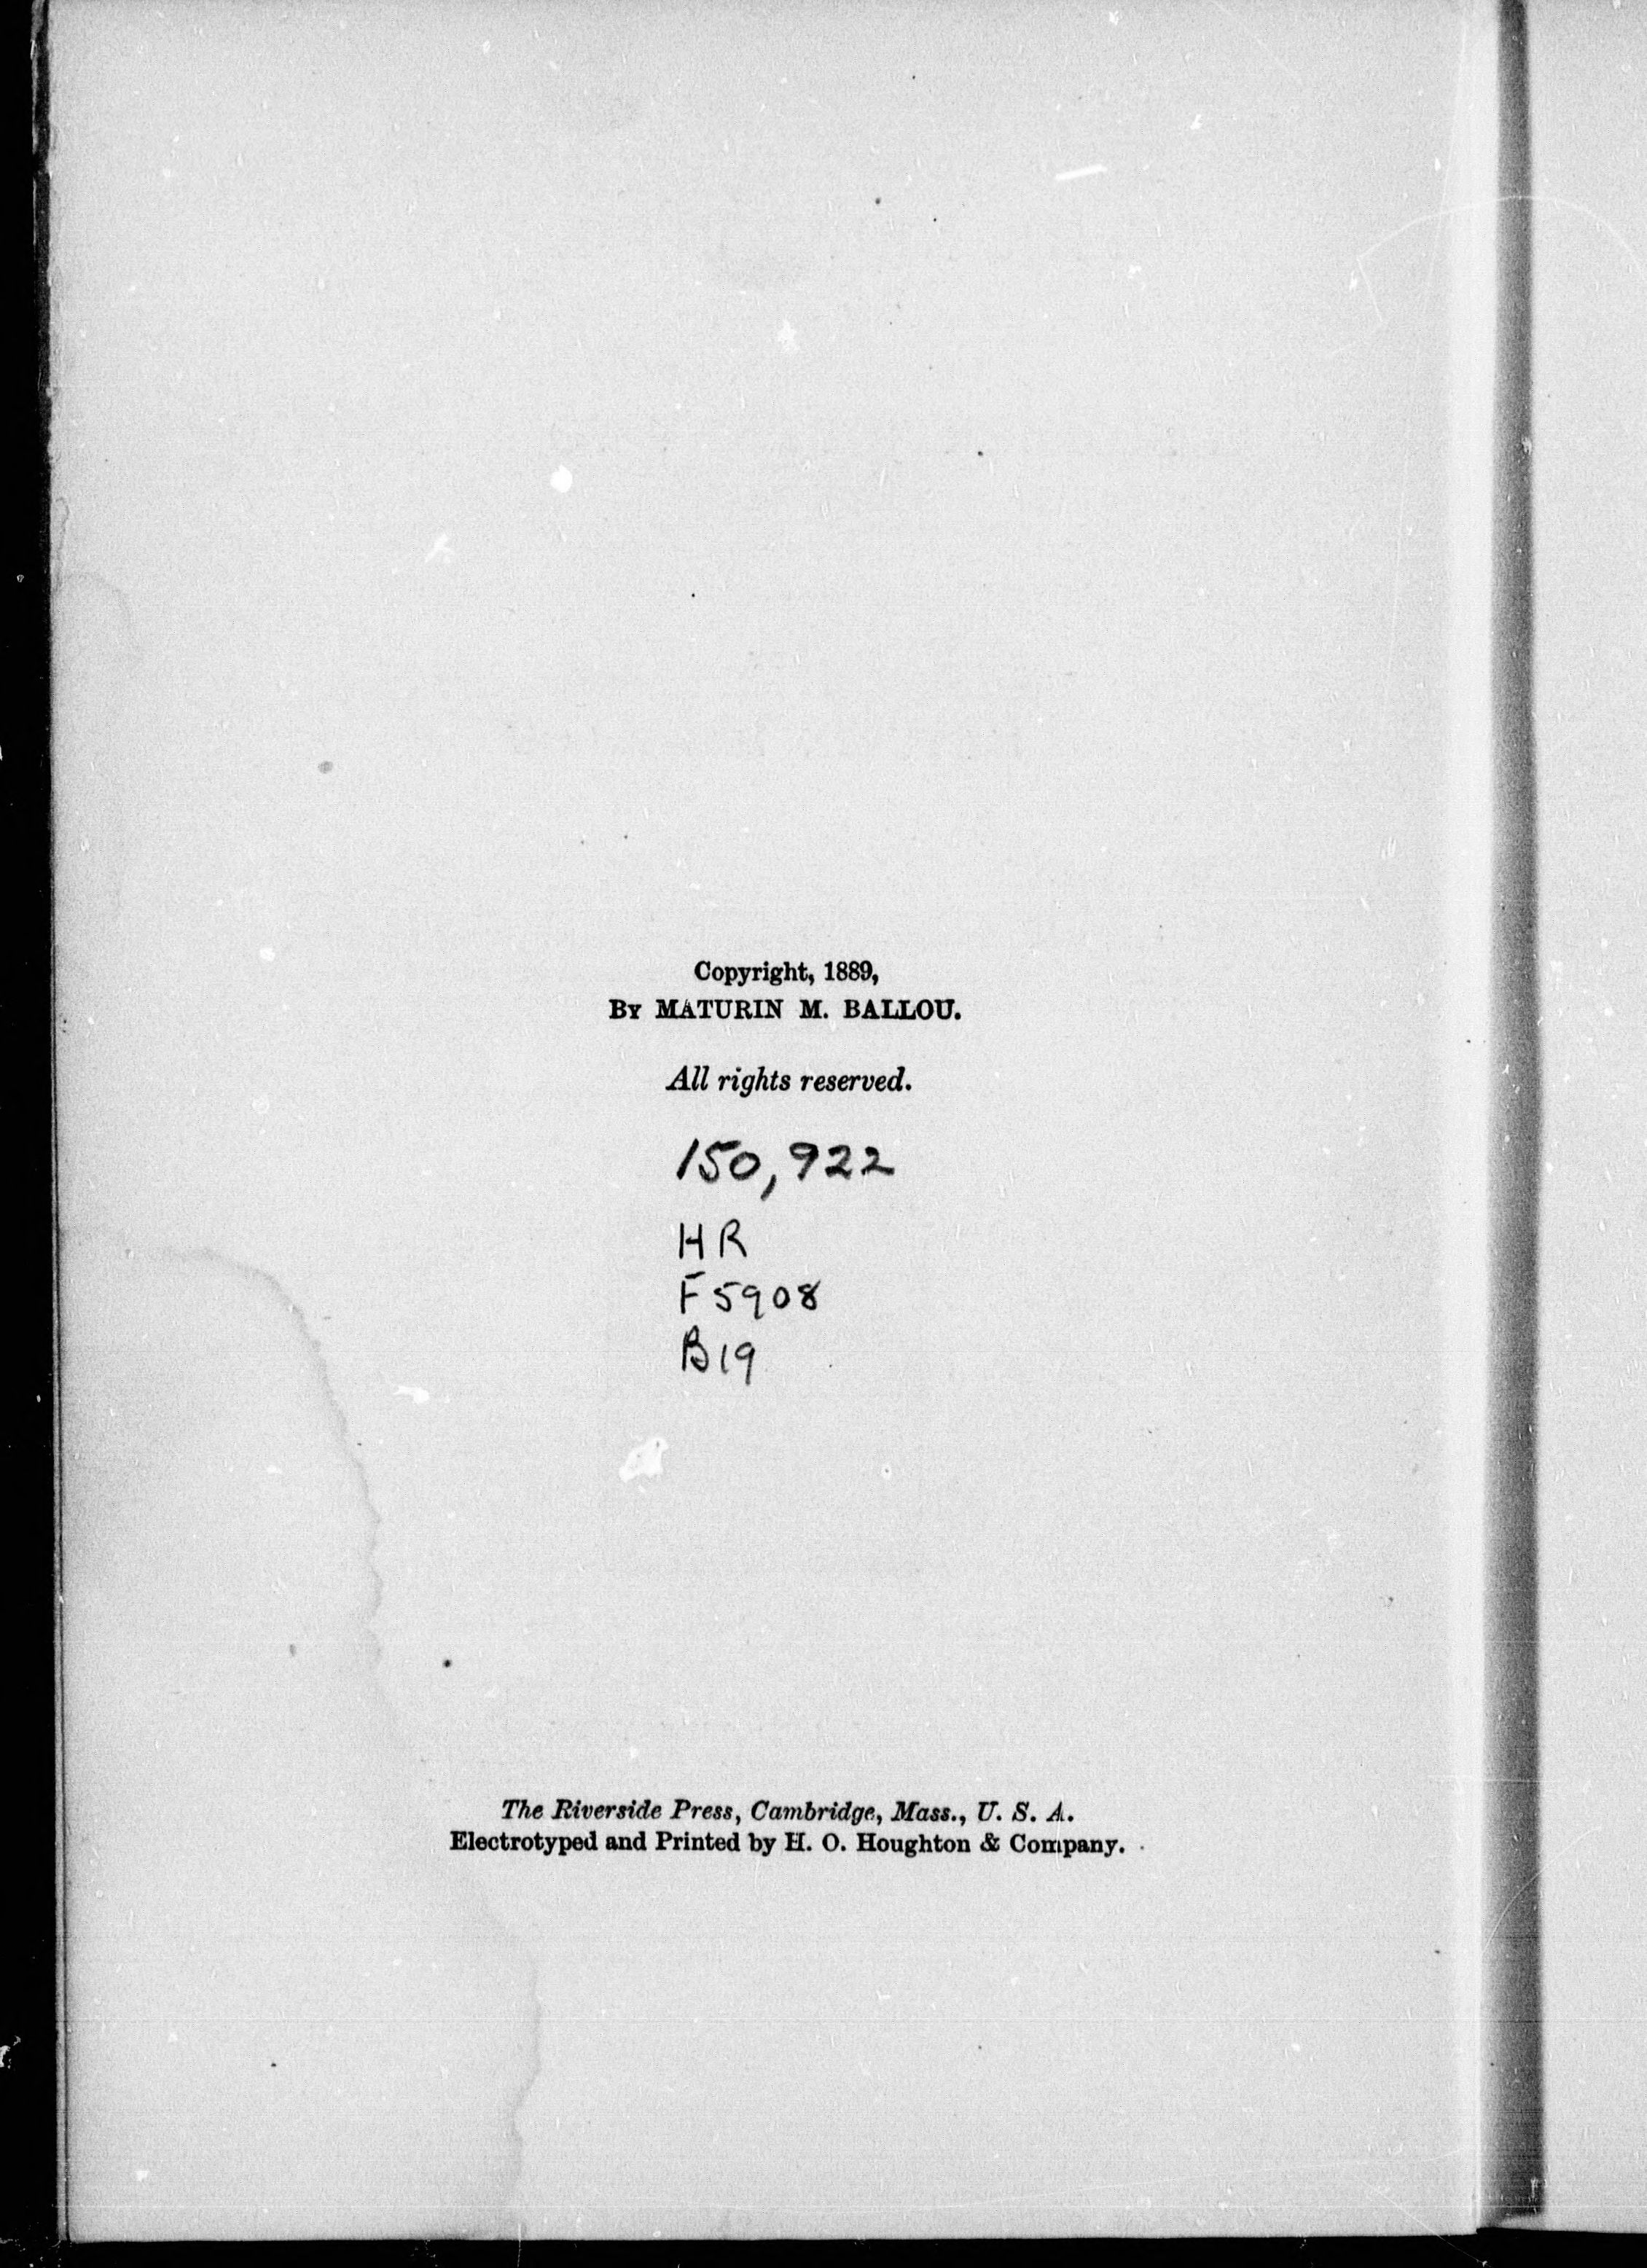 Copyright, 1889,
By MATURIN M. BALLOU.
All rights reserved.
150,922
HR
F5908
B19
The Riverside Press, Cambridge, Mass., U. S. A.
Electrotyped and Printed by H. O. Houghton & Company.